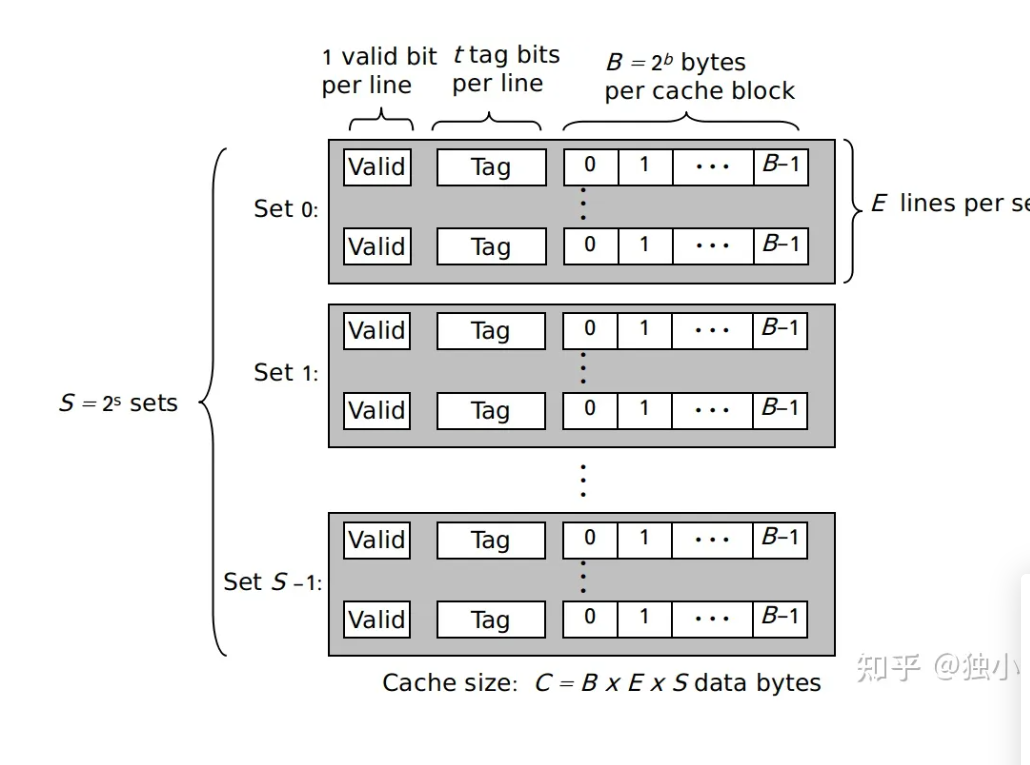 1 valid bit per line
t tag bits per line
B = 2ᵇ bytes per cache block
Valid Tag 0 1 ··· B–1
Set 0:
E lines per
Valid Tag 0 1 ··· B–1
Valid Tag 0 1 ··· B–1
Set 1:
S = 2ˢ sets
Valid Tag 0 1 ··· B–1
Valid Tag 0 1 ··· B–1
Set S –1:
Valid Tag 0 1 ··· B–1
Cache size: C = B x E x S data bytes
知乎 @独小